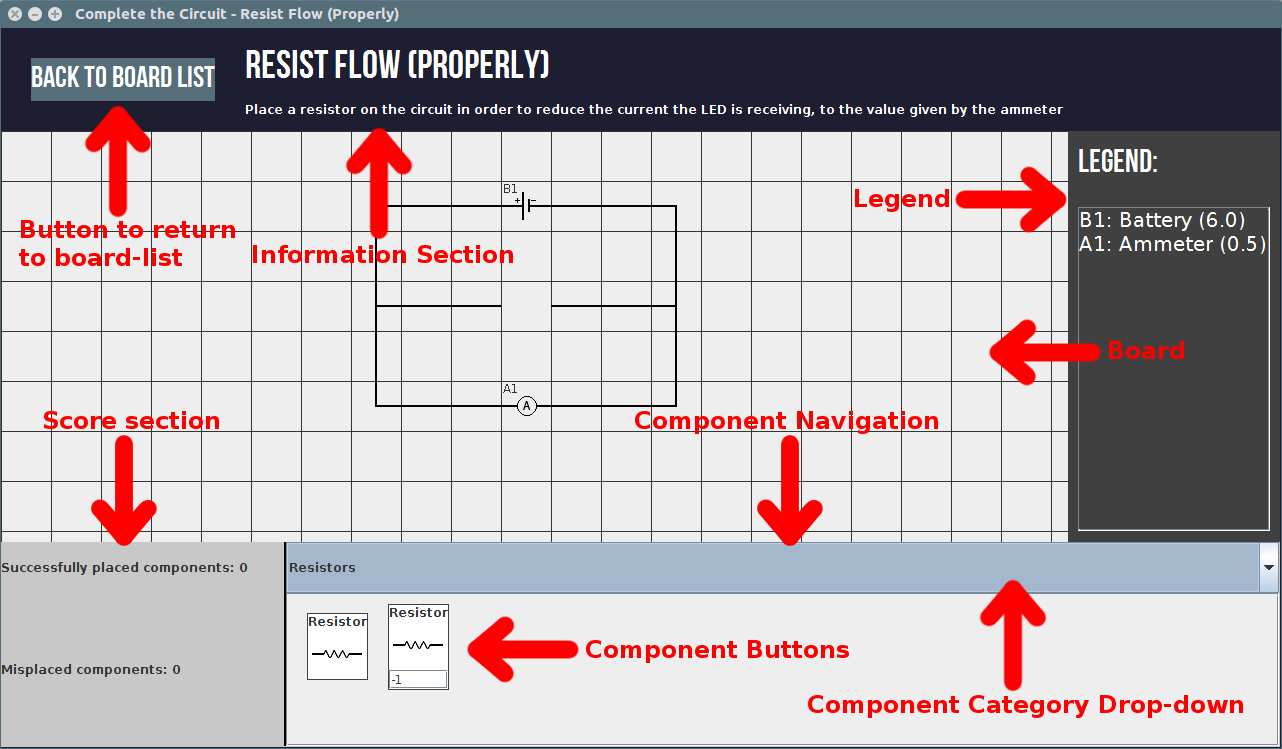 Complete the Circuit - Resist Flow (Properly)
BACK TO BOARD LIST
RESIST FLOW (PROPERLY)
Place a resistor on the circuit in order to reduce the current the LED is receiving, to the value given by the ammeter
LEGEND:
B1: Battery (6.0)
A1: Ammeter (0.5)
B1
+ -
Button to return
to board-list
Information Section
Legend
Board
A1
A
Score section
Component Navigation
Successfully placed components: 0
Misplaced components: 0
Resistors
Resistor
Resistor
-1
Component Buttons
Component Category Drop-down